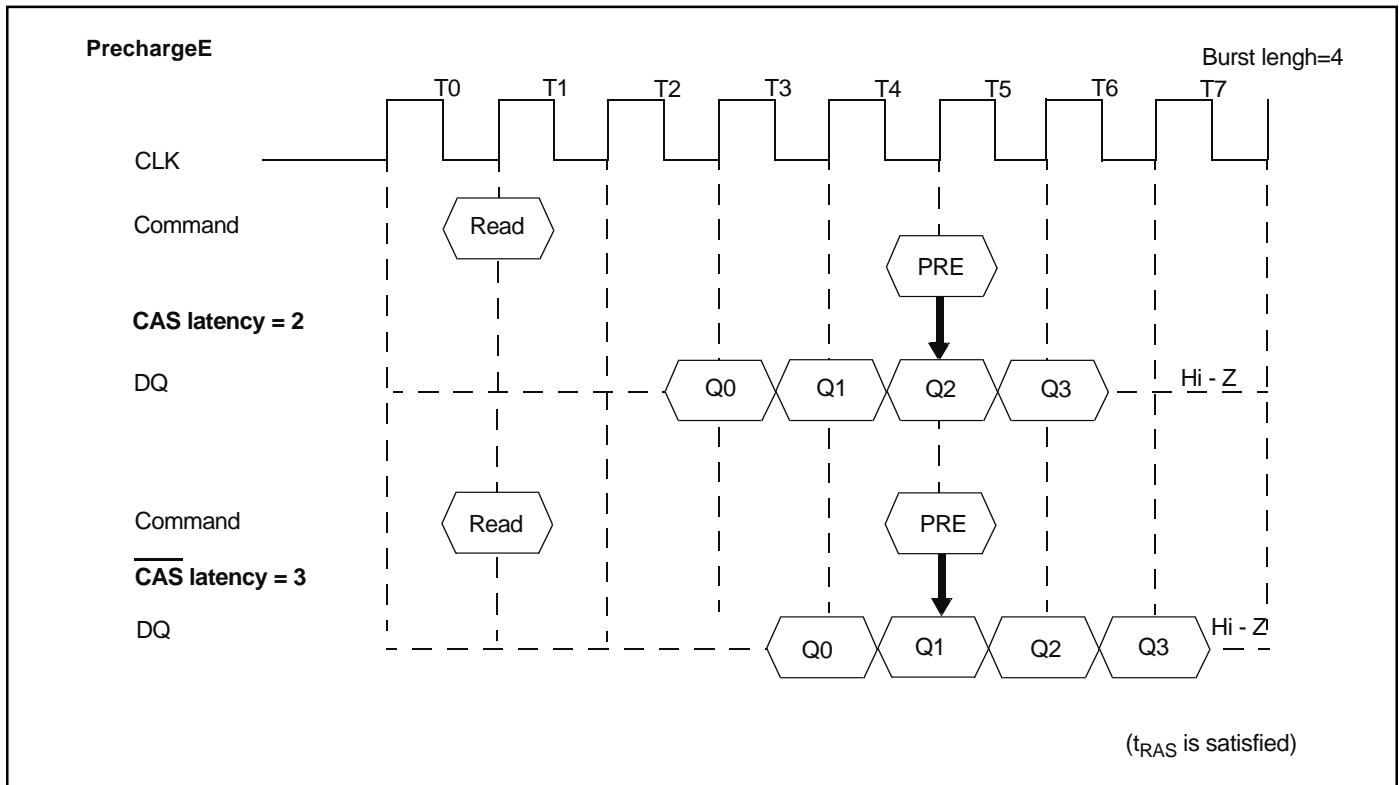 PrechargeE
Burst lengh=4
T0 T1 T2 T3 T4 T5 T6 T7
CLK
Command
Read
PRE
CAS latency = 2
DQ
Q0 Q1 Q2 Q3 Hi - Z
Command
Read PRE
CAS latency = 3
DQ
Q0 Q1 Q2 Q3 Hi - Z
(tRAS is satisfied)